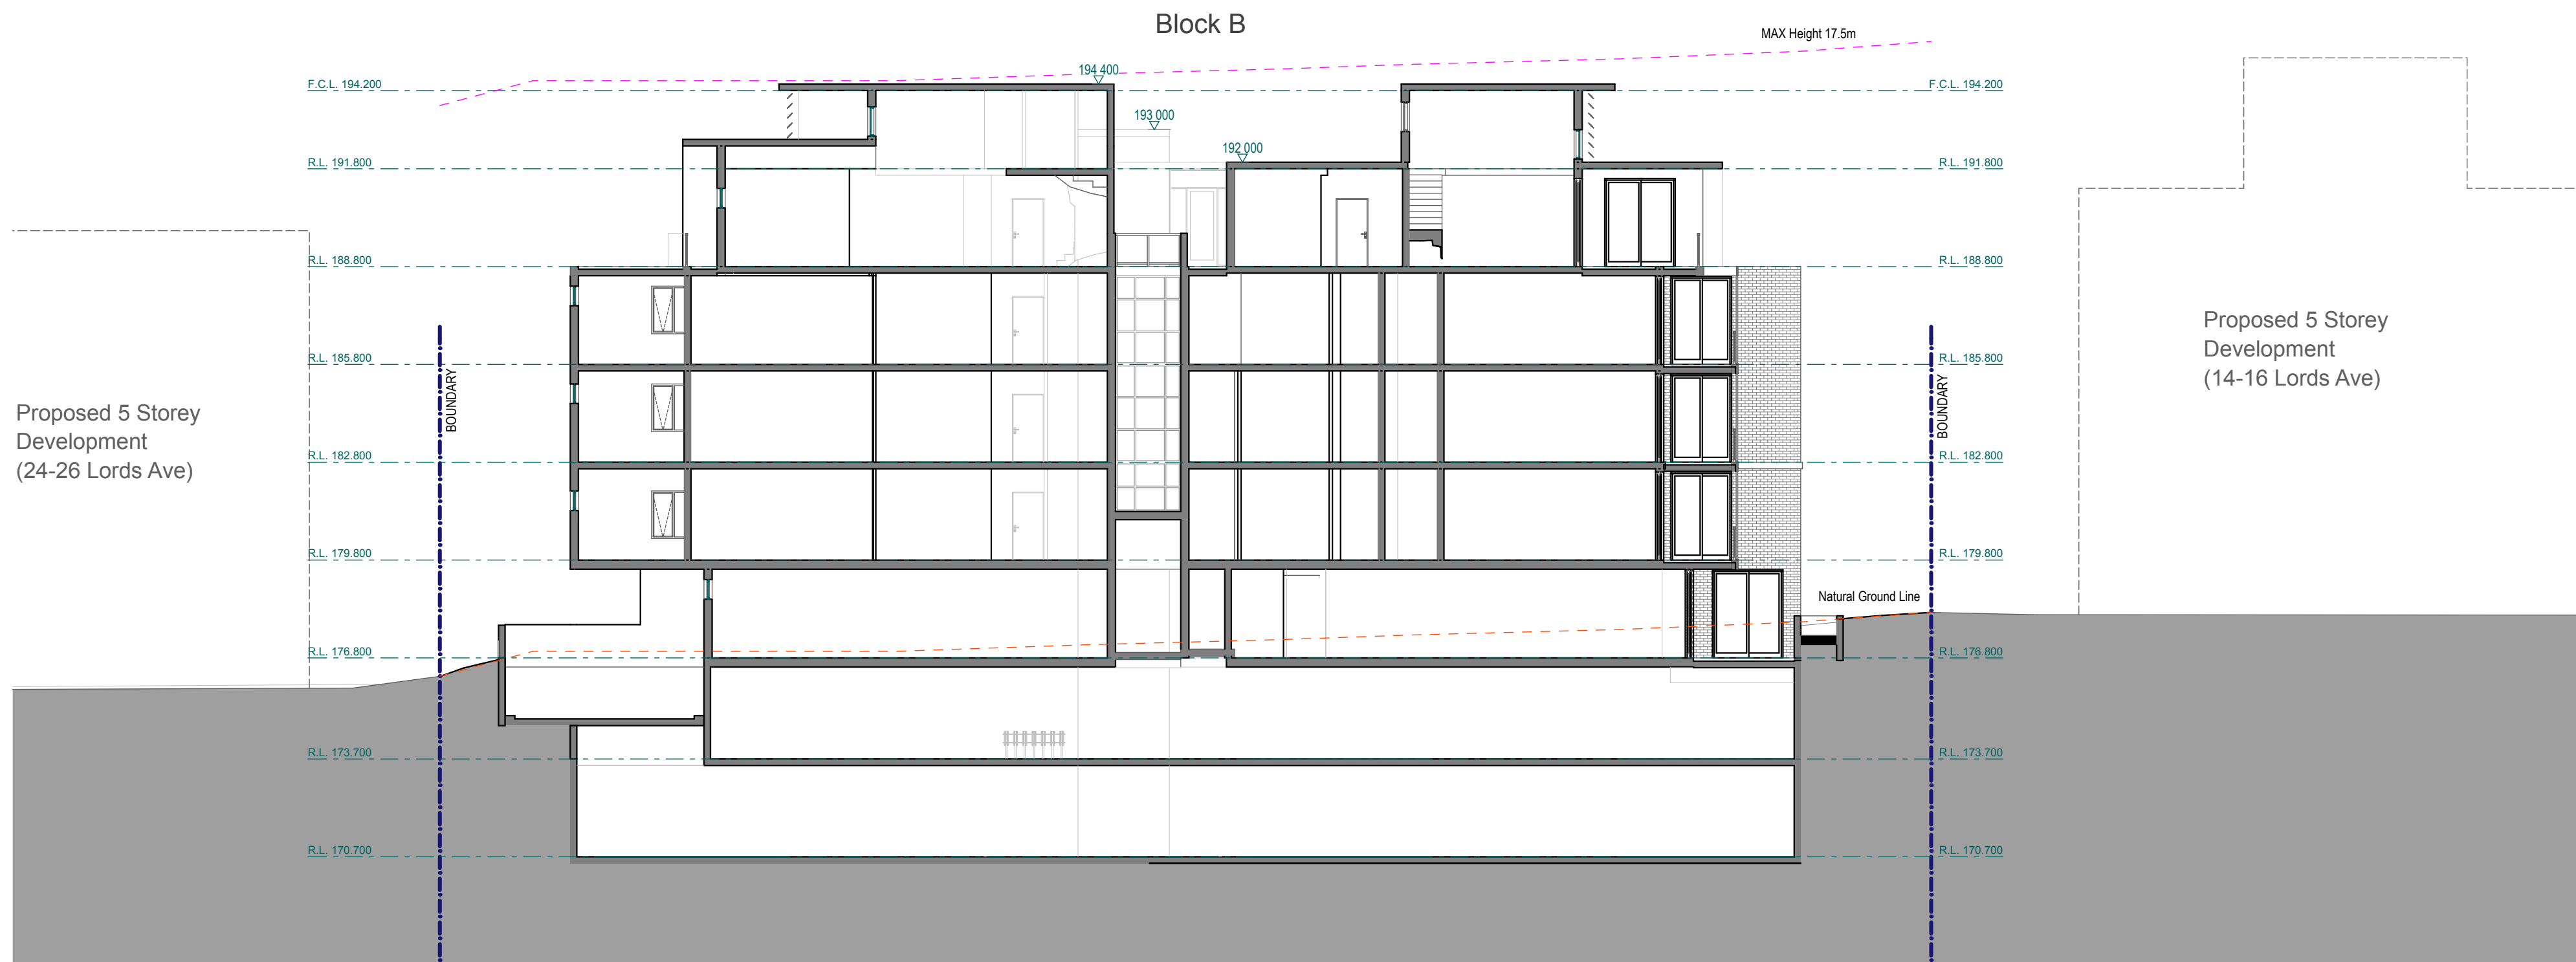 Block B
MAX Height 17.5m
194 400
F.C.L. 194.200
F.C.L. 194.200
193 000
192 000
R.L. 191.800
R.L. 191.800
R.L. 188.800
R.L. 188.800
Proposed 5 Storey
Development
(14-16 Lords Ave)
R.L. 185.800
R.L. 185.800
BOUNDARY
BOUNDARY
Proposed 5 Storey
Development
(24-26 Lords Ave)
R.L. 182.800
R.L. 182.800
R.L. 179.800
R.L. 179.800
Natural Ground Line
R.L. 176.800
R.L. 176.800
R.L. 173.700
R.L. 173.700
R.L. 170.700
R.L. 170.700